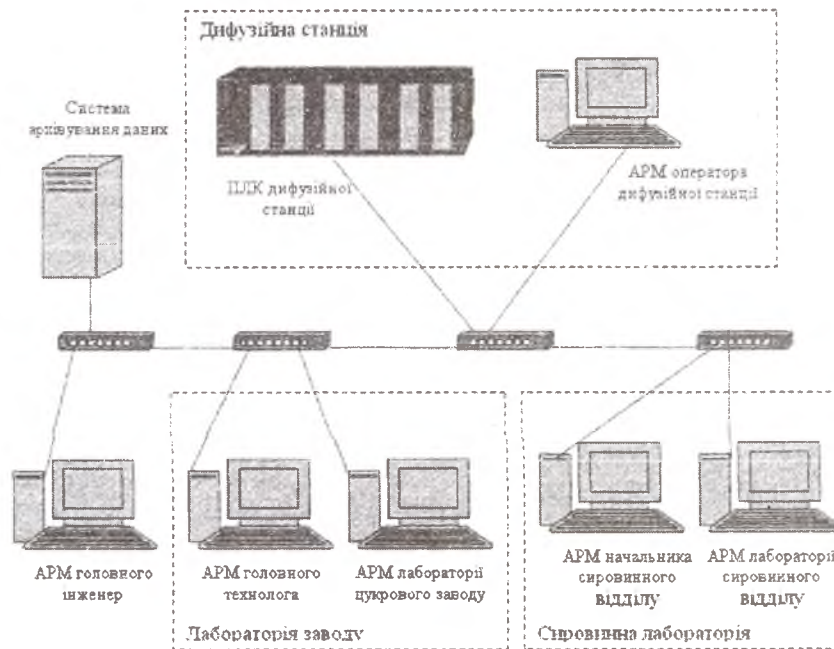 Дифузійна станція
Система
архівування даних
ПЛК дифузійної
станції
АРМ оператора
дифузійної станції
АРМ головного
інженер
АРМ головного
технолога
АРМ лабораторії
цукрового заводу
Лабораторія заводу
АРМ начальника
сировинного
ВІДДІЛУ
АРМ лабораторії
сировинного
ВІДДІЛУ
Сировинна лабораторія